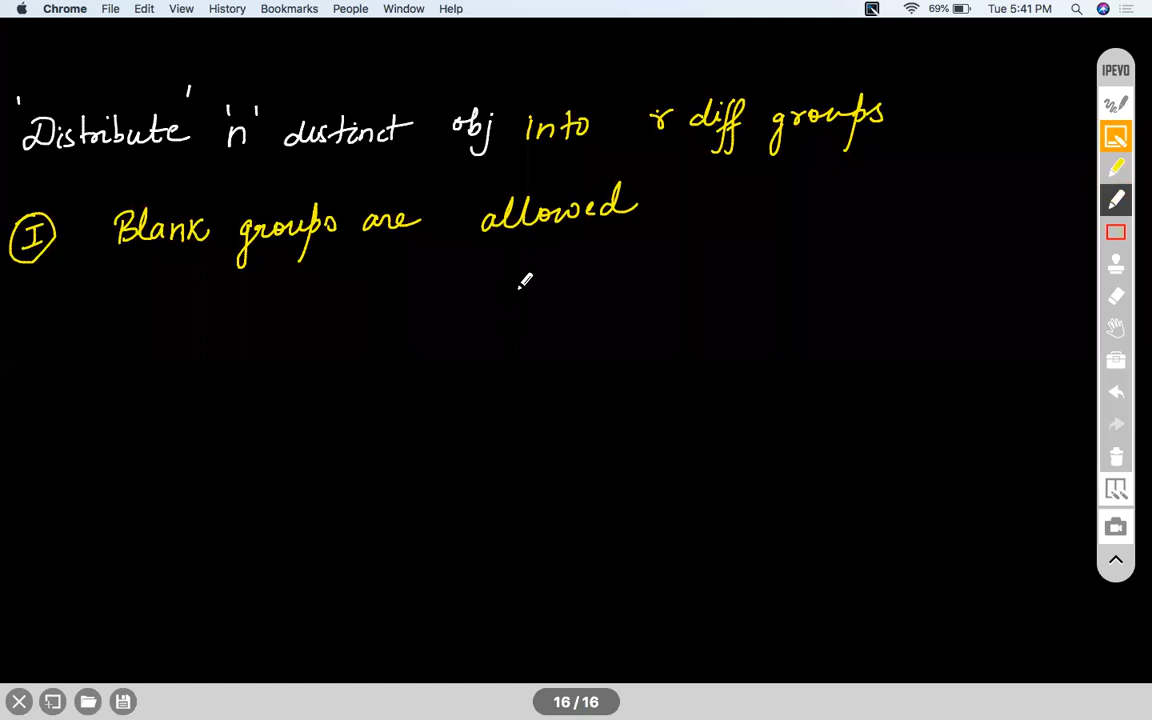 Chrome File Edit View History Bookmarks People Window Help 69% Tue 5:41 PM
IPEVO
'Distribute' 'n' distinct obj into r diff groups
I Blank groups are allowed
16 / 16